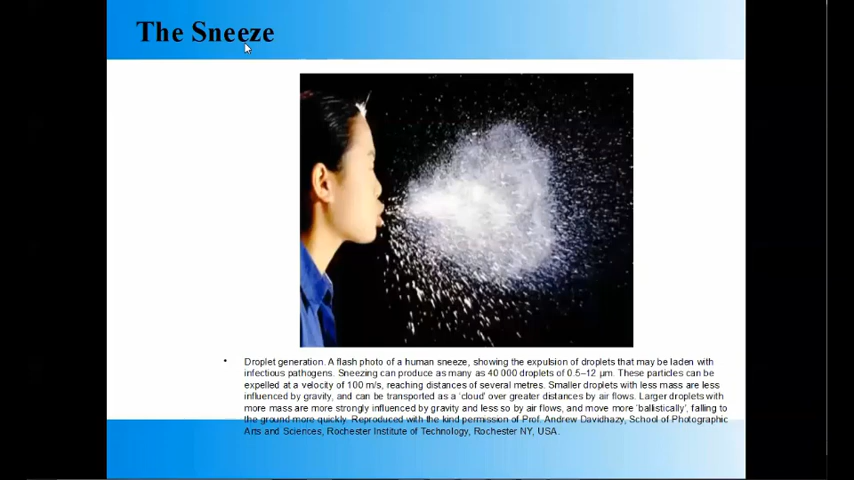 The Sneeze
• Droplet generation. A flash photo of a human sneeze, showing the expulsion of droplets that may be laden with
infectious pathogens. Sneezing can produce as many as 40 000 droplets of 0.5–12 µm. These particles can be
expelled at a velocity of 100 m/s, reaching distances of several metres. Smaller droplets with less mass are less
influenced by gravity, and can be transported as a ‘cloud’ over greater distances by air flows. Larger droplets with
more mass are more strongly influenced by gravity and less so by air flows, and move more ‘ballistically’, falling to
the ground more quickly. Reproduced with the kind permission of Prof. Andrew Davidhazy, School of Photographic
Arts and Sciences, Rochester Institute of Technology, Rochester NY, USA.